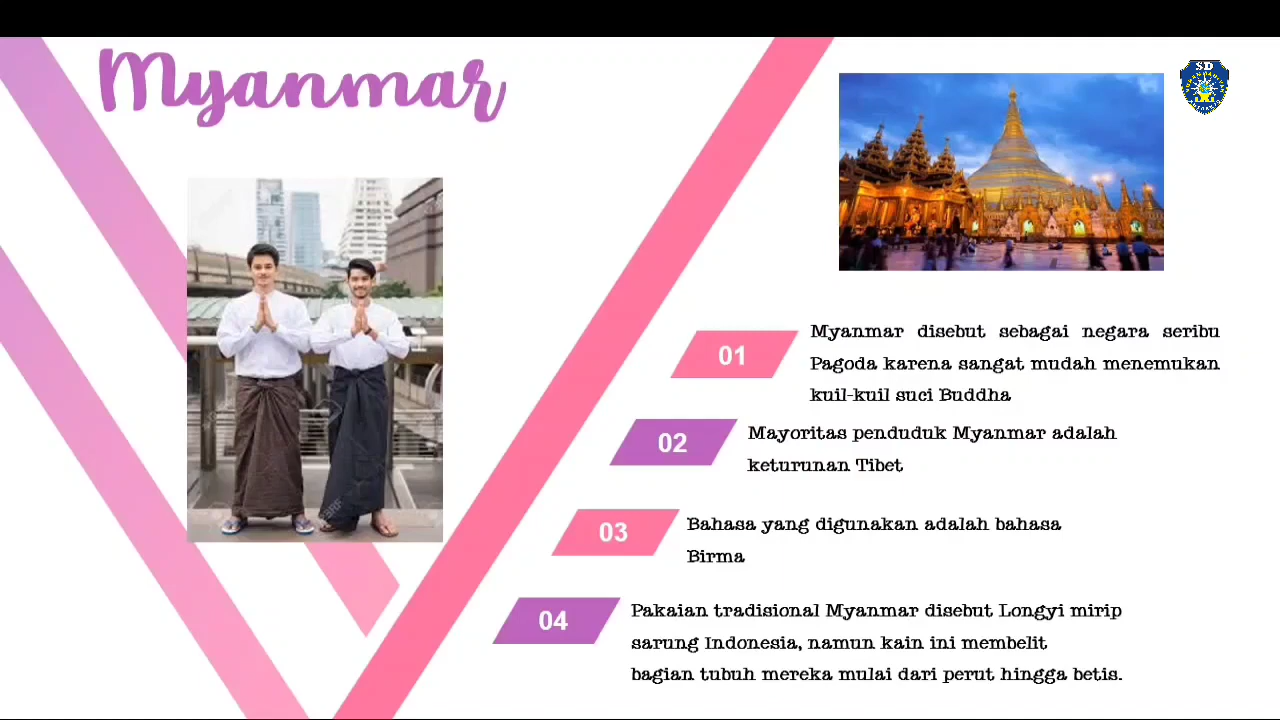 Myanmar
SD
01
Myanmar disebut sebagai negara seribu
Pagoda karena sangat mudah menemukan
kuil-kuil suci Buddha
02
Mayoritas penduduk Myanmar adalah
keturunan Tibet
03
Bahasa yang digunakan adalah bahasa
Birma
04
Pakaian tradisional Myanmar disebut Longyi mirip
sarung Indonesia, namun kain ini membelit
bagian tubuh mereka mulai dari perut hingga betis.